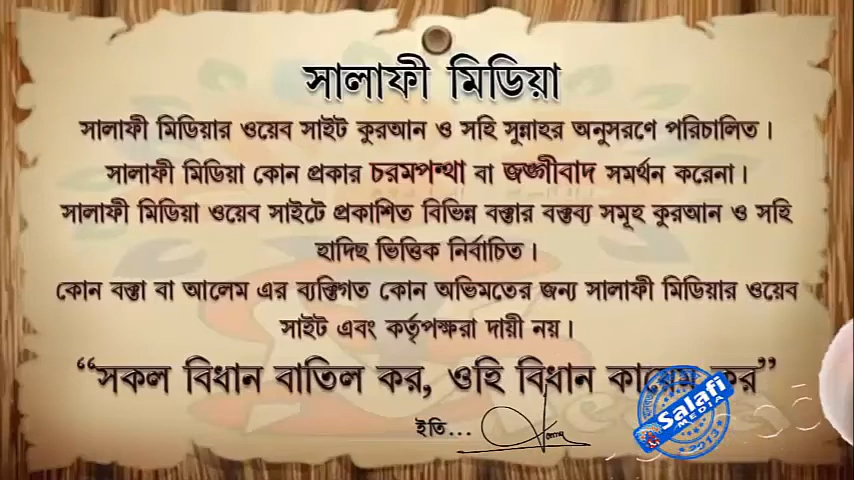 সালাফী মিডিয়া
সালাফী মিডিয়ার ওয়েব সাইট কুরআন ও সহি সুন্নাহর অনুসরণে পরিচালিত।
সালাফী মিডিয়া কোন প্রকার চরমপন্থা বা জঙ্গীবাদ সমর্থন করেনা।
সালাফী মিডিয়া ওয়েব সাইটে প্রকাশিত বিভিন্ন বক্তার বক্তব্য সমূহ কুরআন ও সহি
হাদিছ ভিত্তিক নির্বাচিত।
কোন বক্তা বা আলেম এর ব্যক্তিগত কোন অভিমতের জন্য সালাফী মিডিয়ার ওয়েব
সাইট এবং কর্তৃপক্ষরা দায়ী নয়।
“সকল বিধান বাতিল কর, ওহি বিধান কায়েম কর”
ইতি...
Salafi
MEDIA
2013